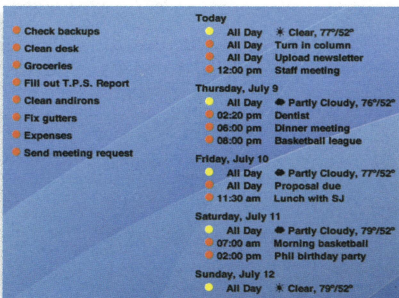 Check backups
Clean desk
Groceries
Fill out T.P.S. Report
Clean andirons
Fix gutters
Expenses
Send meeting request
Today
All Day Clear, 77°/52°
All Day Turn in column
All Day Upload newsletter
12:00 pm Staff meeting
Thursday, July 9
All Day Partly Cloudy, 76°/52°
02:20 pm Dentist
06:00 pm Dinner meeting
08:00 pm Basketball league
Friday, July 10
All Day Partly Cloudy, 77°/52°
All Day Proposal due
11:30 am Lunch with SJ
Saturday, July 11
All Day Partly Cloudy, 79°/52°
07:00 am Morning basketball
02:00 pm Phil birthday party
Sunday, July 12
All Day Clear, 79°/52°